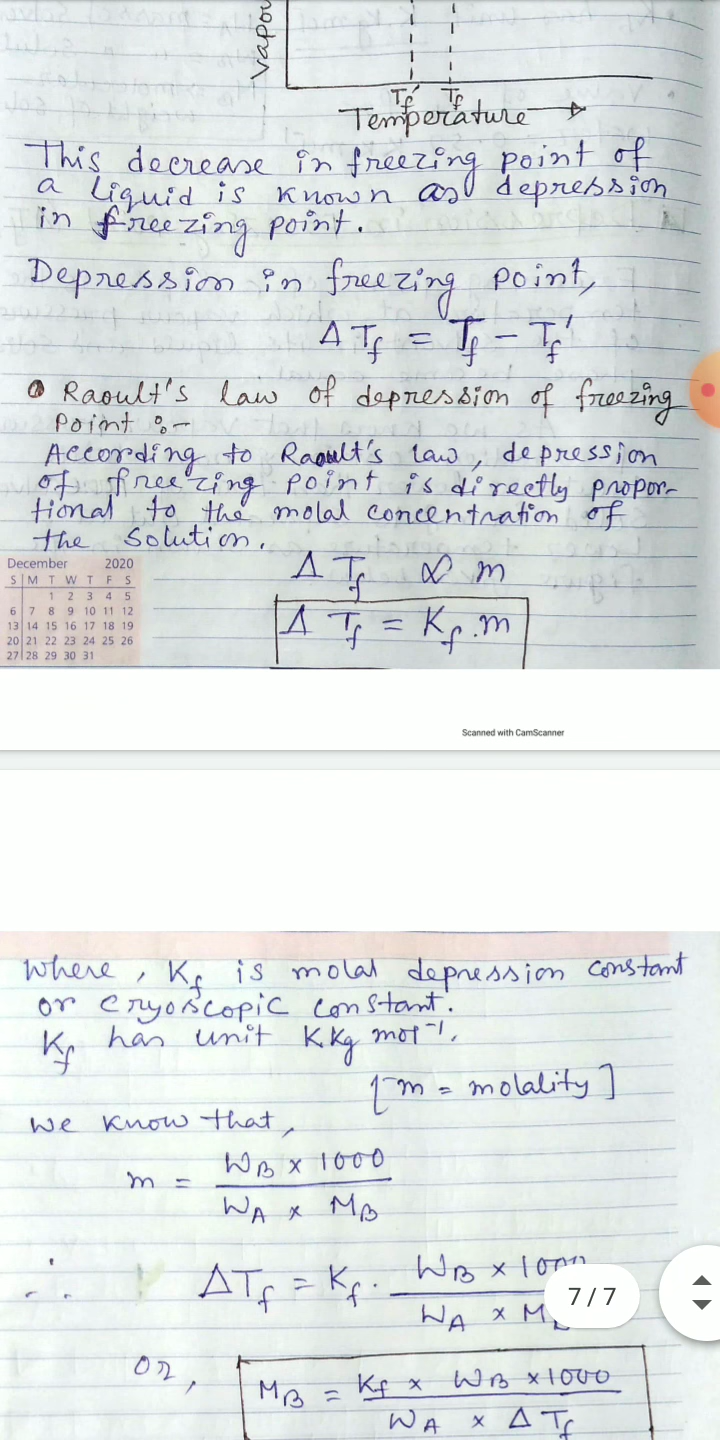 vapou
Tf' Tf
Temperature →
This decrease in freezing point of
a liquid is known as depression
in freezing point.
Depression in freezing point,
Δ Tf = Tf − Tf'
Raoult's law of depression of freezing
Point :-
According to Raoult's law, depression
of freezing point is directly propor-
tional to the molal concentration of
the solution.
Δ Tf ∝ m
Δ Tf = Kf . m
December 2020
S M T W T F S
1 2 3 4 5
6 7 8 9 10 11 12
13 14 15 16 17 18 19
20 21 22 23 24 25 26
27 28 29 30 31
Scanned with CamScanner
Where, Kf is molal depression constant
or cryoscopic constant.
Kf has unit K Kg mol⁻¹.
[m = molality]
We know that,
m = WB × 1000 / WA × MB
∴ ΔTf = Kf . WB × 1000 / WA × M
7 / 7
or, MB = Kf × WB × 1000 / WA × Δ Tf